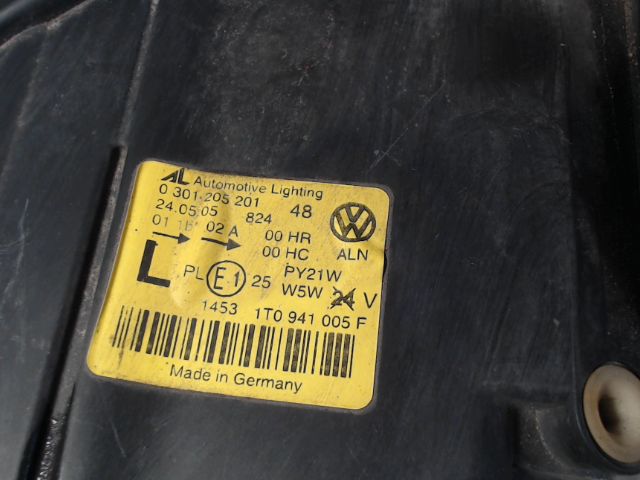 AL Automotive Lighting
0 301 205 201
24.05.05 824 48
02 A 00 HR
00 HC ALN
L PL E1 25 PY21W
W5W 24 V
1453 1T0 941 005 F
Made in Germany